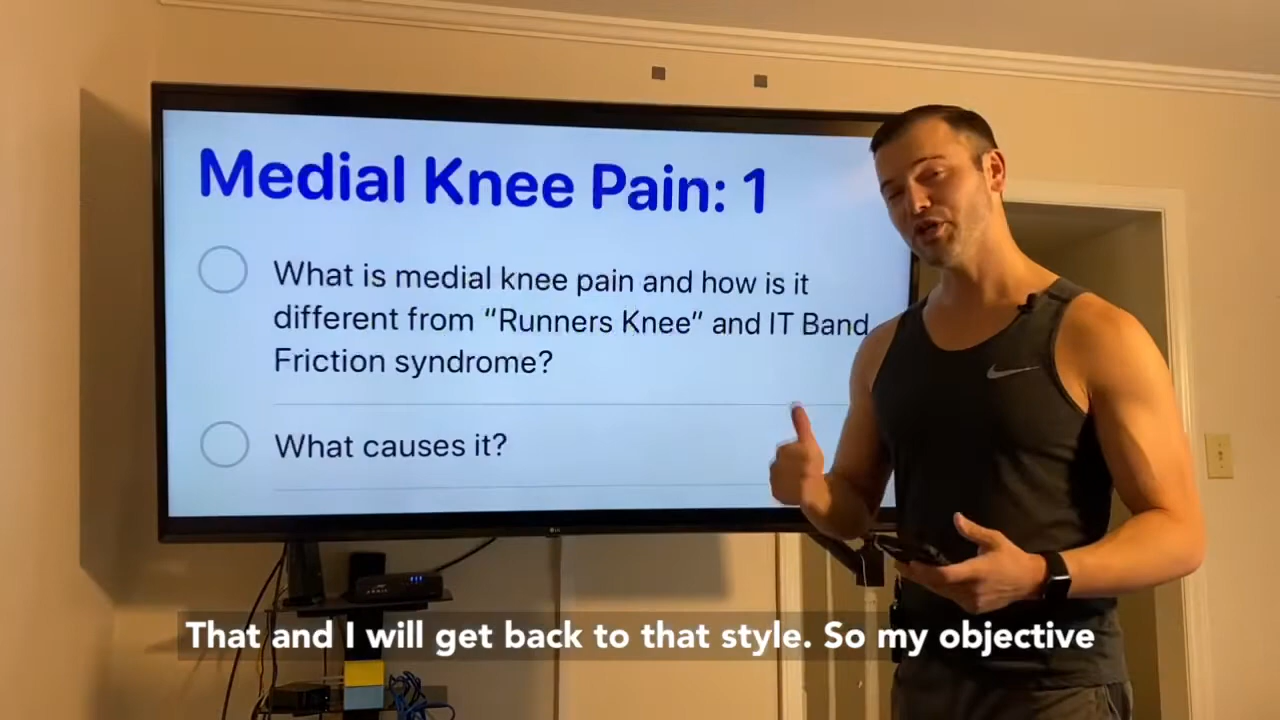 Medial Knee Pain: 1
What is medial knee pain and how is it
different from “Runners Knee” and IT Band
Friction syndrome?
What causes it?
LG
That and I will get back to that style. So my objective